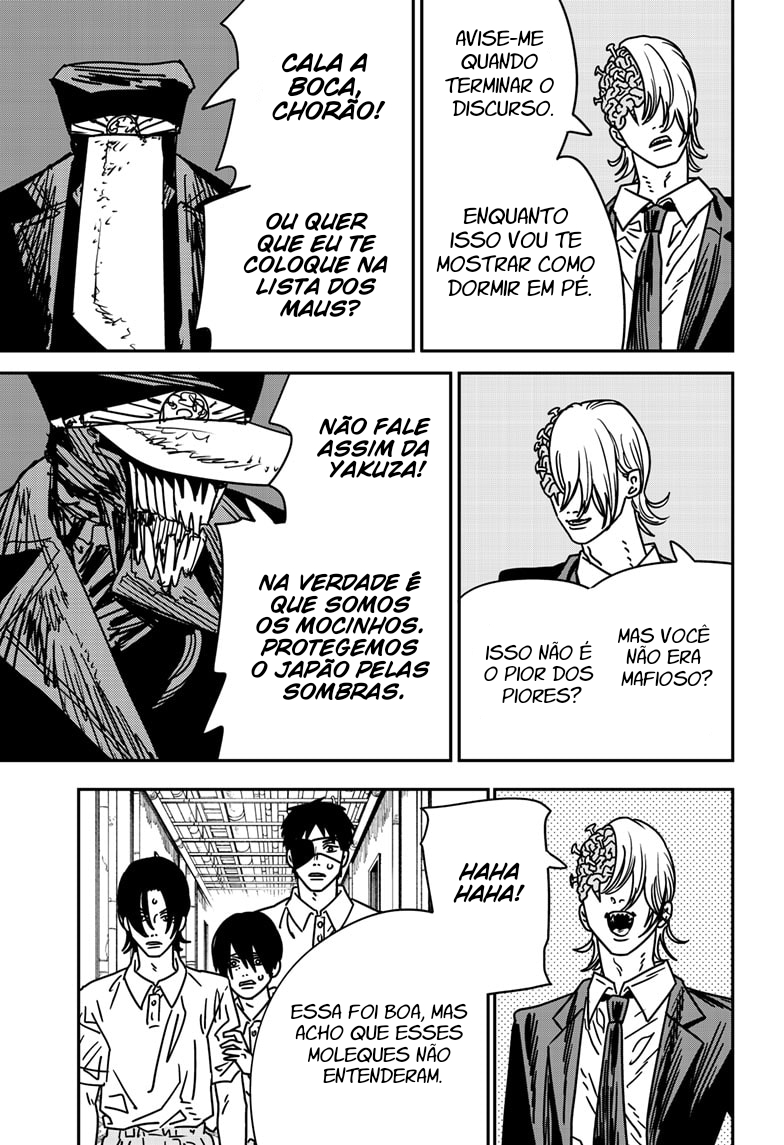 AVISE-ME
QUANDO
TERMINAR O
DISCURSO.
ENQUANTO
ISSO VOU TE
MOSTRAR COMO
DORMIR EM PÉ.
CALA A
BOCA,
CHORÃO!
OU QUER
QUE EU TE
COLOQUE NA
LISTA DOS
MAUS?
MAS VOCÊ
NÃO ERA
MAFIOSO?
ISSO NÃO É
O PIOR DOS
PIORES?
NÃO FALE
ASSIM DA
YAKUZA!
NA VERDADE É
QUE SOMOS
OS MOCINHOS.
PROTEGEMOS
O JAPÃO PELAS
SOMBRAS.
HAHA
HAHA!
ESSA FOI BOA, MAS
ACHO QUE ESSES
MOLEQUES NÃO
ENTENDERAM.